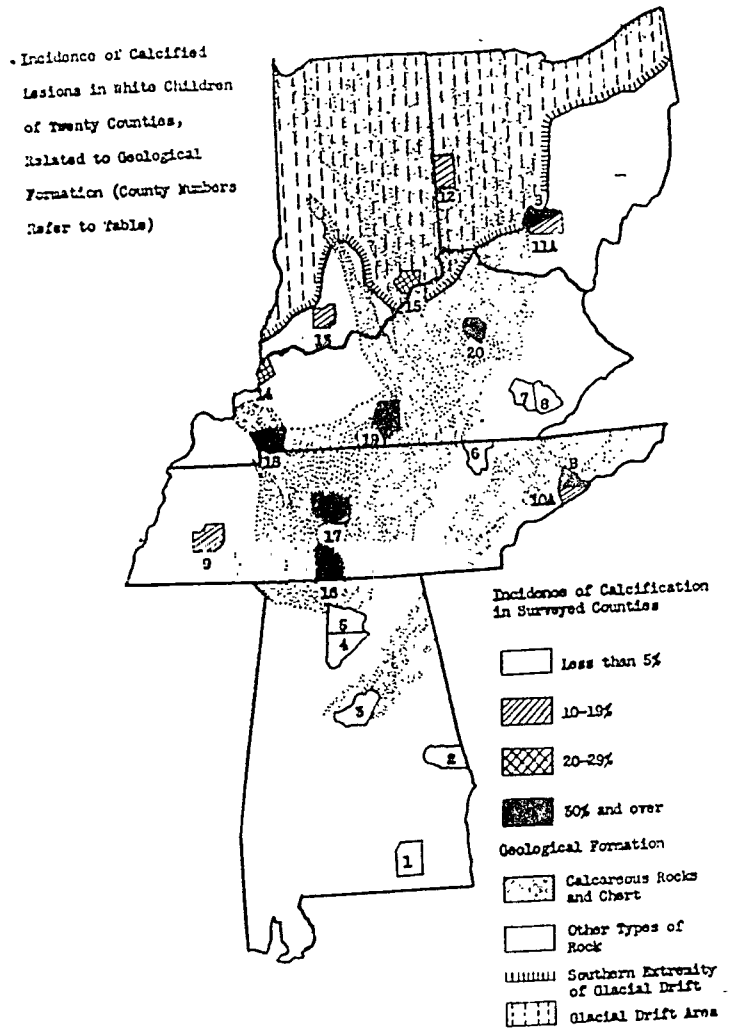 Incidence of Calcified
Lesions in White Children
of Twenty Counties,
Related to Geological
Formation (County Numbers
Refer to Table)
12
B
11A
15
13
20
14
7
8
18
19
6
B
10A
17
9
16
5
4
3
2
1
Incidence of Calcification
in Surveyed Counties
Less than 5%
10-19%
20-29%
30% and over
Geological Formation
Calcareous Rocks
and Chert
Other Types of
Rock
Southern Extremity
of Glacial Drift
Glacial Drift Area